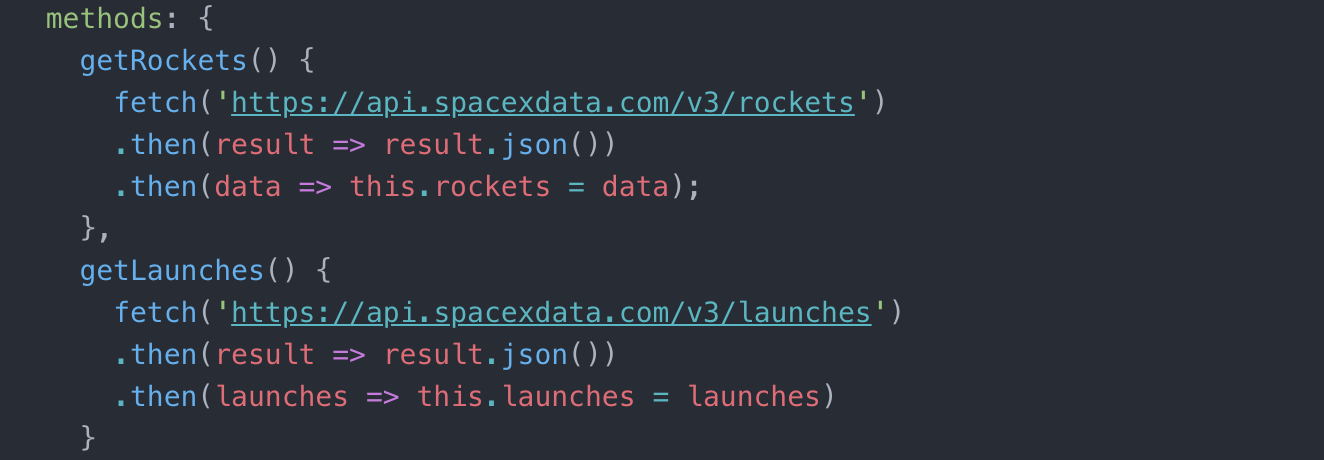 methods: {
getRockets() {
fetch('https://api.spacexdata.com/v3/rockets')
.then(result => result.json())
.then(data => this.rockets = data);
},
getLaunches() {
fetch('https://api.spacexdata.com/v3/launches')
.then(result => result.json())
.then(launches => this.launches = launches)
}